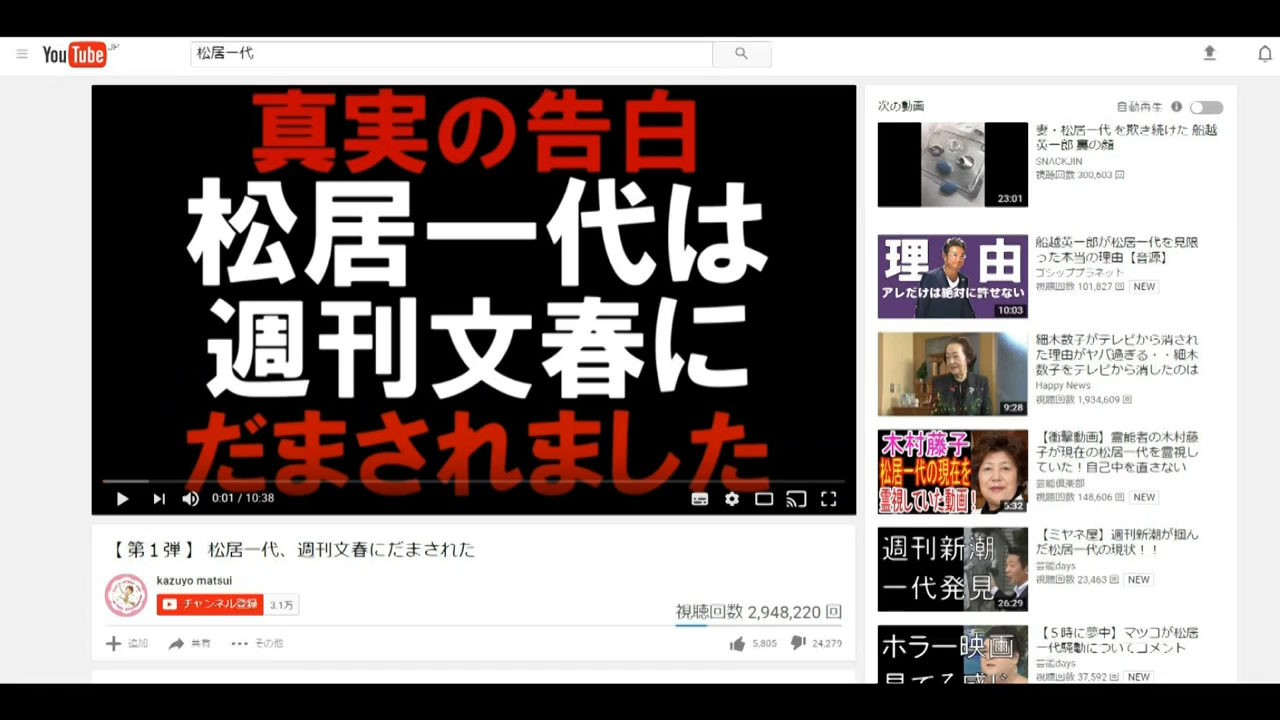 YouTube JP
松居一代
真実の告白
松居一代は
週刊文春に
だまされました
0:01 / 10:38
【 第１弾 】 松居一代、週刊文春にだまされた
kazuyo matsui
チャンネル登録 3.1万
視聴回数 2,948,220 回
追加 共有 その他
5,805 24,279
次の動画
自動再生
23:01
妻・松居一代 を欺き続けた 船越
英一郎 裏の顔
SNACKJIN
視聴回数 300,603 回
理由
アレだけは絶対に許せない
10:03
船越英一郎が松居一代を見限
った本当の理由【音源】
ゴシッププラネット
視聴回数 101,827 回 NEW
9:28
細木数子がテレビから消され
た理由がヤバ過ぎる・・細木
数子をテレビから消したのは
Happy News
視聴回数 1,934,609 回
木村藤子
松居一代の現在を
霊視していた動画！
5:32
【衝撃動画】霊能者の木村藤
子が現在の松居一代を霊視し
ていた！自己中を直さない
芸能倶楽部
視聴回数 148,606 回 NEW
週刊新潮
一代発見
26:29
【ミヤネ屋】週刊新潮が掴ん
だ松居一代の現状！！
芸能days
視聴回数 23,463 回 NEW
ホラー映画
見てる感じ
【５時に夢中】マツコが松居
一代騒動についてコメント
芸能days
視聴回数 37,592 回 NEW